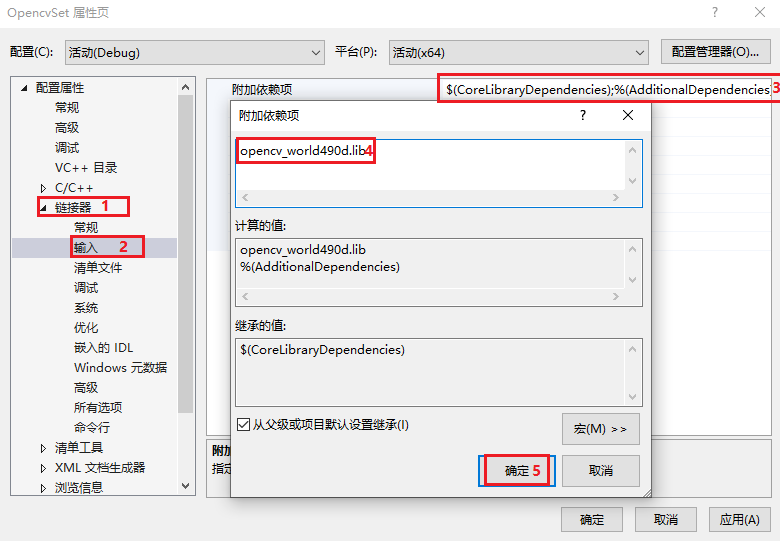 OpencvSet 属性页
?
配置(C):
活动(Debug)
平台(P):
活动(x64)
配置管理器(O)...
配置属性
常规
高级
调试
VC++ 目录
C/C++
链接器 1
常规
输入 2
清单文件
调试
系统
优化
嵌入的 IDL
Windows 元数据
高级
所有选项
命令行
清单工具
XML 文档生成器
浏览信息
附加依赖项
$(CoreLibraryDependencies);%(AdditionalDependencies 3
附加依赖项
?
opencv_world490d.lib 4
计算的值:
opencv_world490d.lib
%(AdditionalDependencies)
继承的值:
$(CoreLibraryDependencies)
从父级或项目默认设置继承(I)
宏(M) >>
确定 5
取消
附加
指定
确定
取消
应用(A)